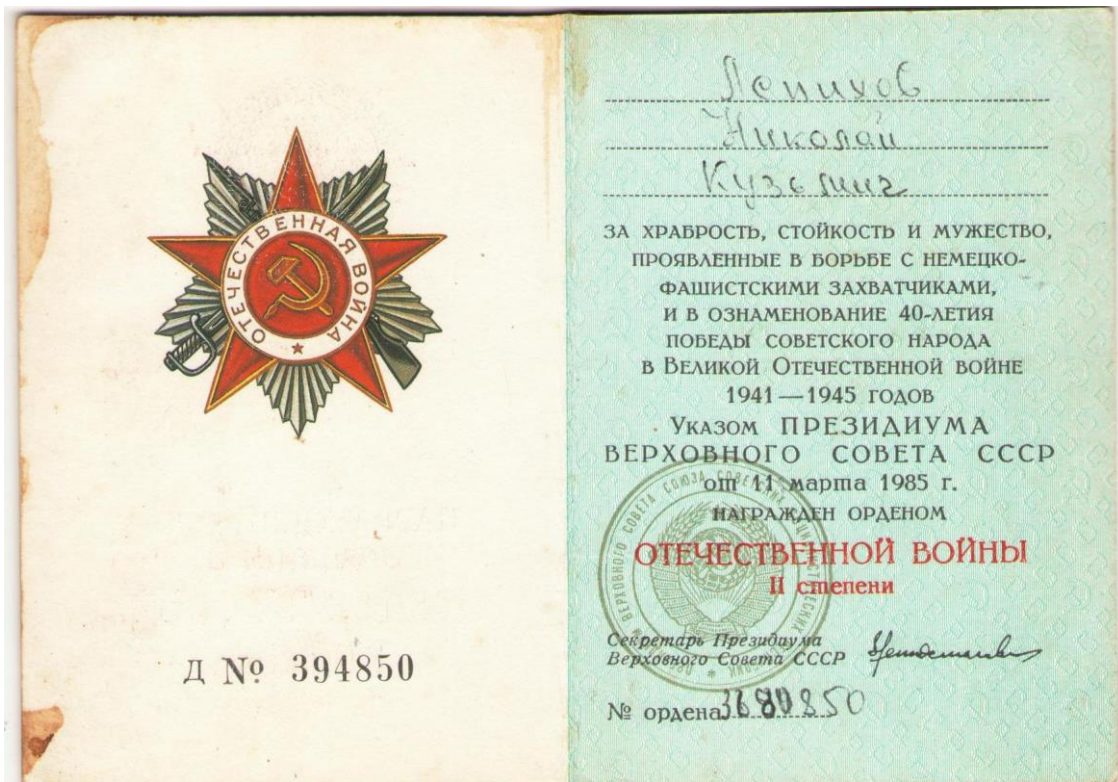 ОТЕЧЕСТВЕННАЯ ВОЙНА
Д № 394850
Лепихов
Николай
Кузьмич
ЗА ХРАБРОСТЬ, СТОЙКОСТЬ И МУЖЕСТВО,
ПРОЯВЛЕННЫЕ В БОРЬБЕ С НЕМЕЦКО-
ФАШИСТСКИМИ ЗАХВАТЧИКАМИ,
И В ОЗНАМЕНОВАНИЕ 40-ЛЕТИЯ
ПОБЕДЫ СОВЕТСКОГО НАРОДА
В ВЕЛИКОЙ ОТЕЧЕСТВЕННОЙ ВОЙНЕ
1941—1945 ГОДОВ
УКАЗОМ ПРЕЗИДИУМА
ВЕРХОВНОГО СОВЕТА СССР
от 11 марта 1985 г.
НАГРАЖДЕН ОРДЕНОМ
ОТЕЧЕСТВЕННОЙ ВОЙНЫ
II степени
Секретарь Президиума
Верховного Совета СССР
№ ордена